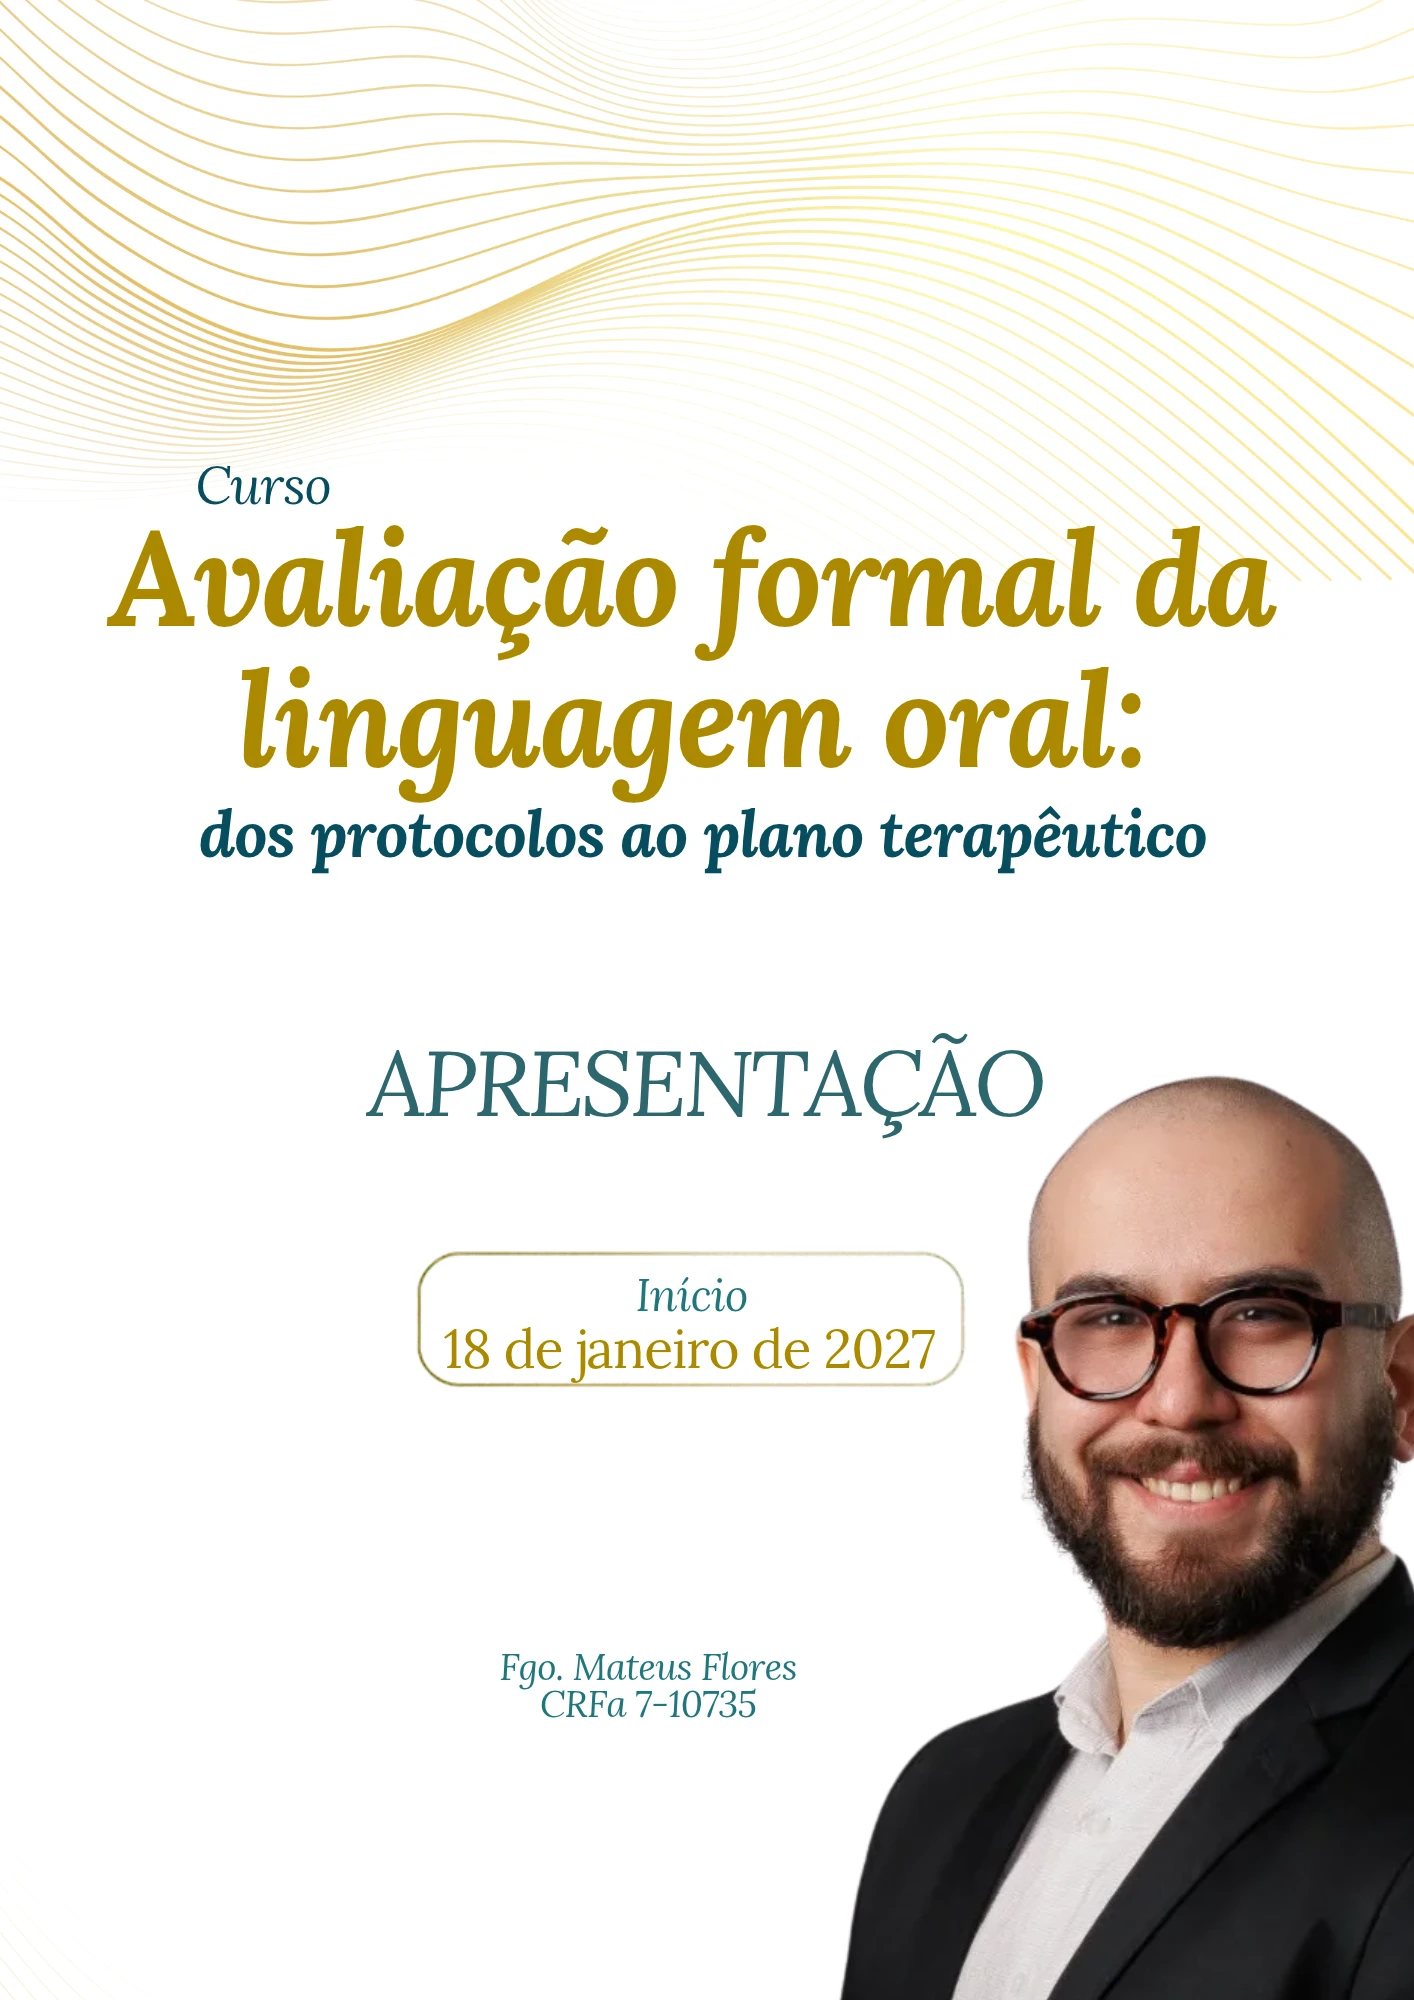 Curso
Avaliação formal da
linguagem oral:
dos protocolos ao plano terapêutico
APRESENTAÇÃO
Início
18 de janeiro de 2027
Fgo. Mateus Flores
CRFa 7-10735